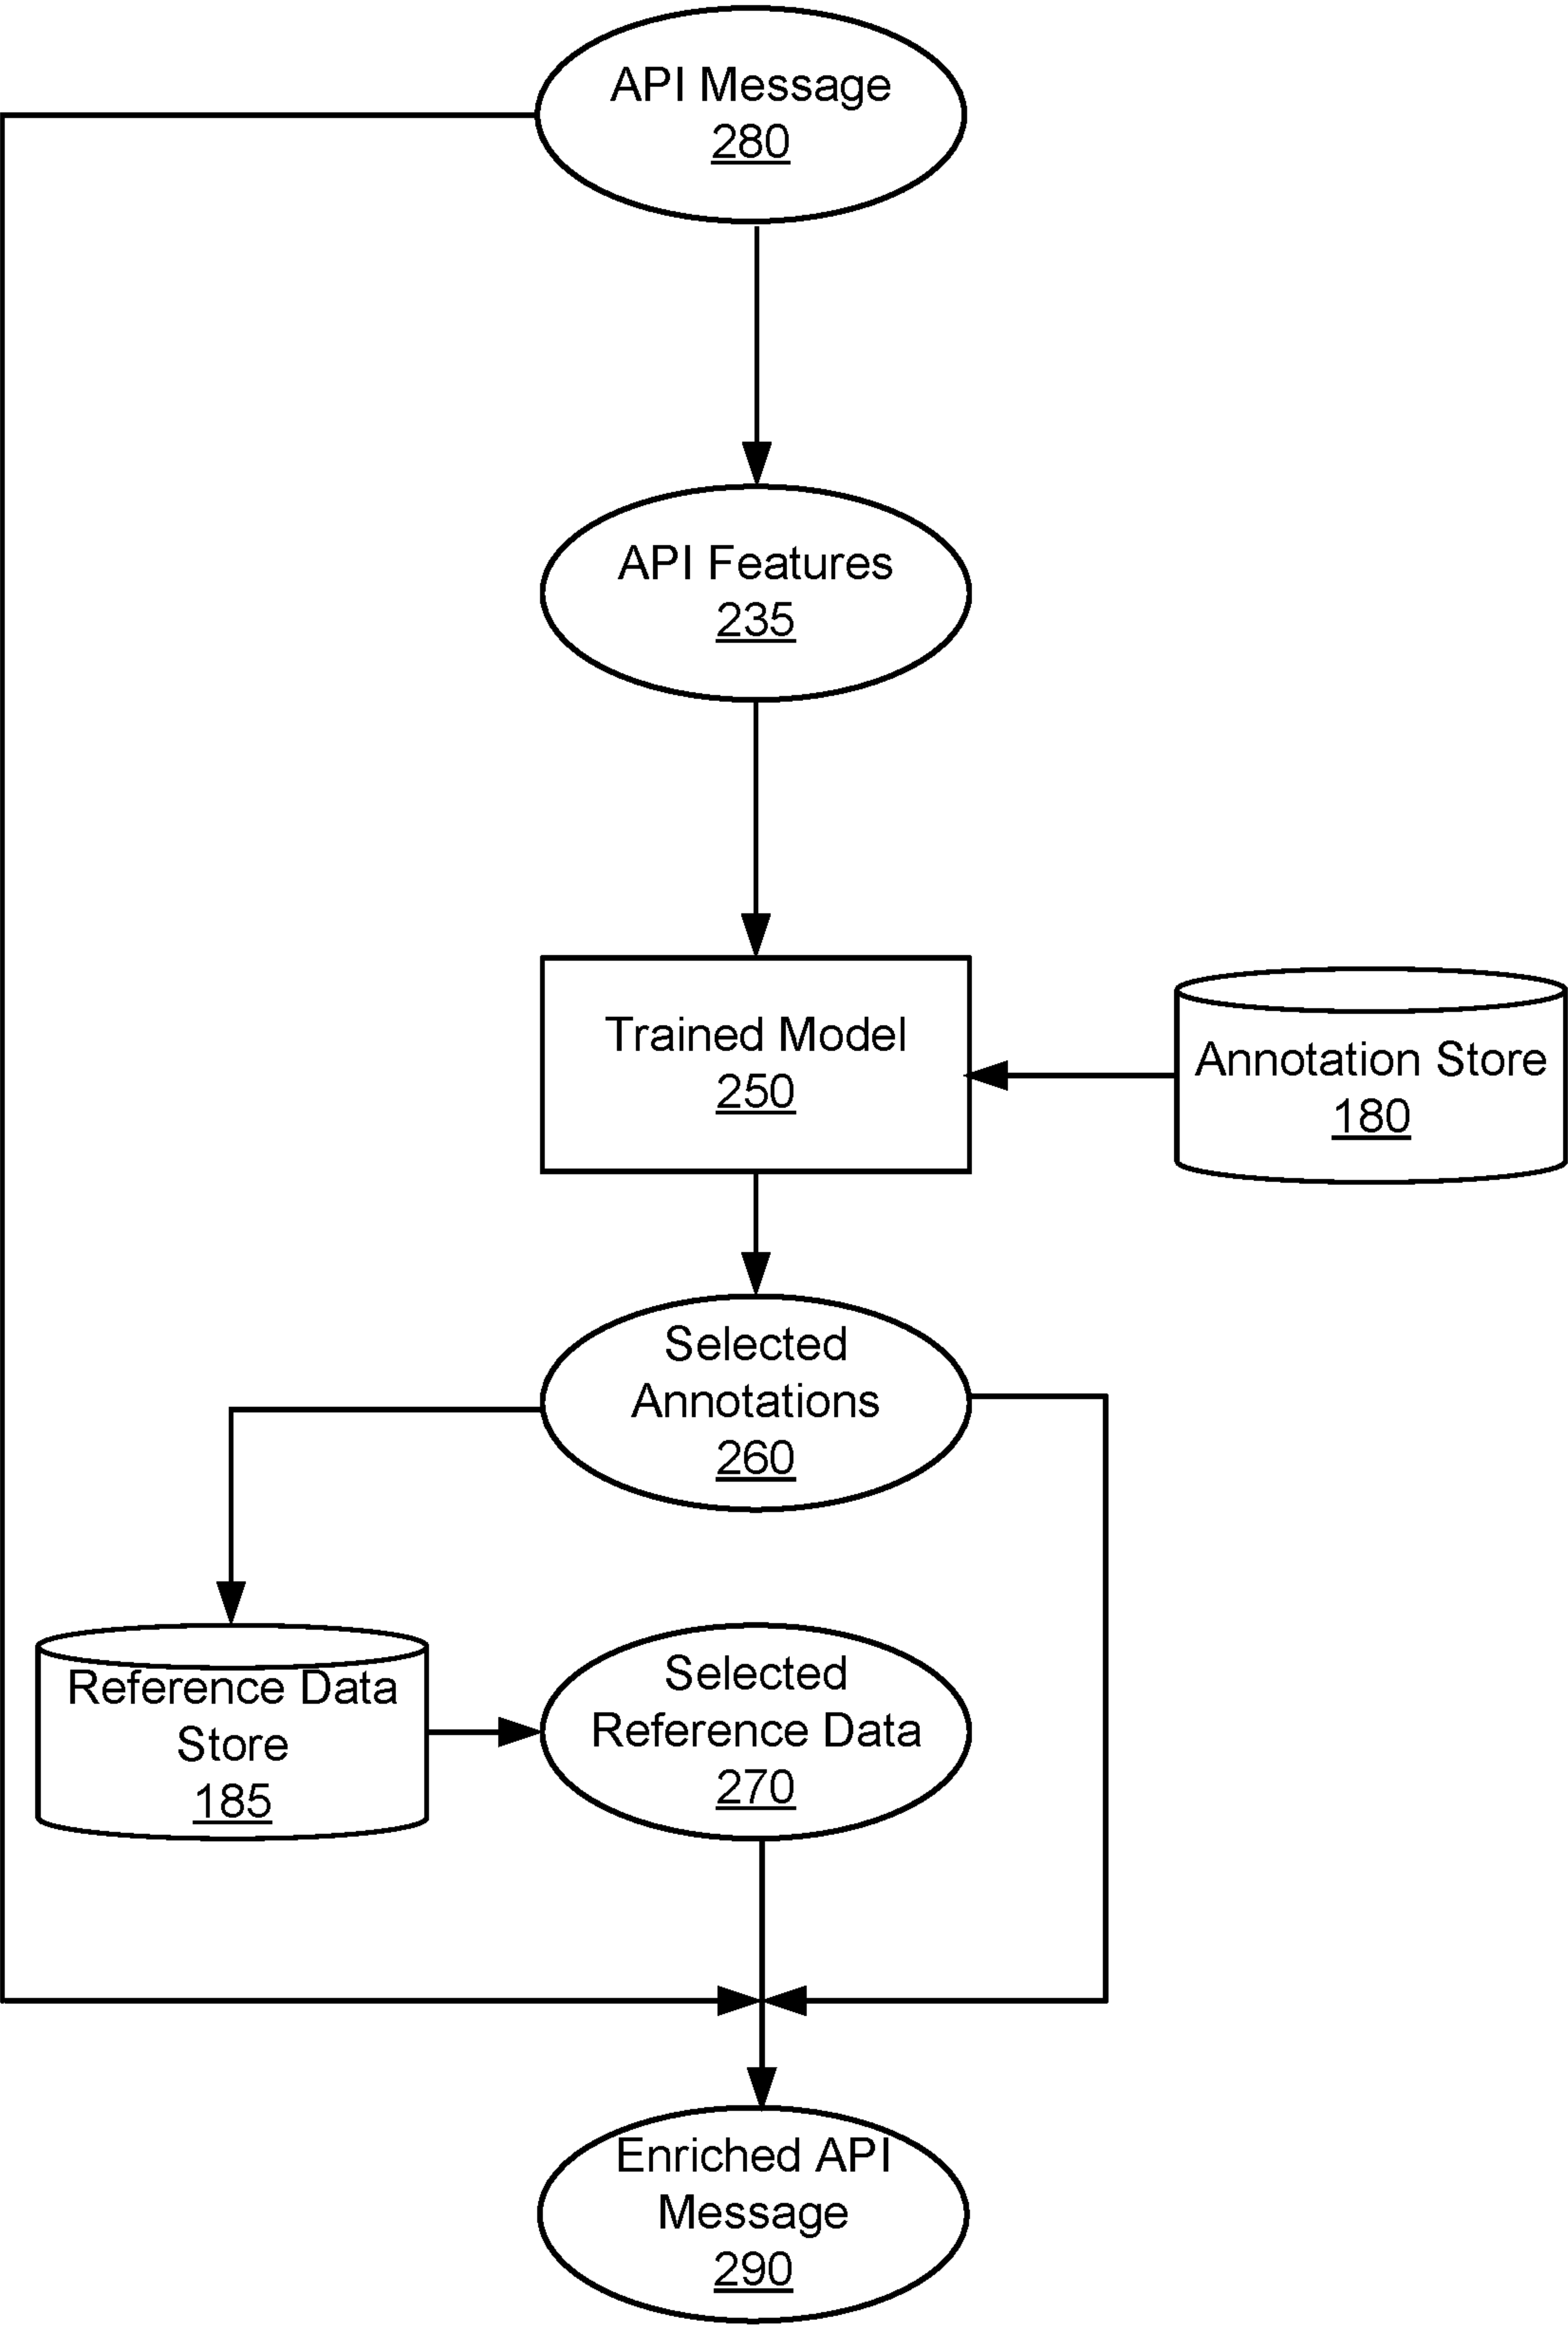 API Message
280
API Features
235
Trained Model
250
Annotation Store
180
Selected
Annotations
260
Reference Data
Store
185
Selected
Reference Data
270
Enriched API
Message
290